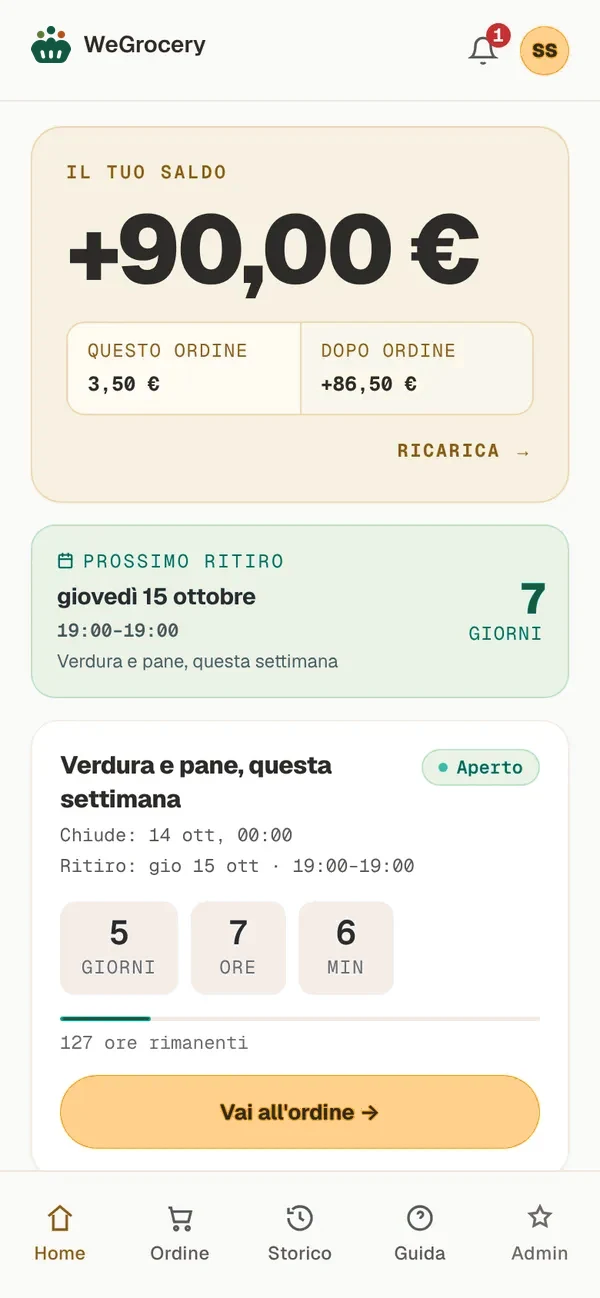 WeGrocery
1
SS
IL TUO SALDO
+90,00 €
QUESTO ORDINE
3,50 €
DOPO ORDINE
+86,50 €
RICARICA →
PROSSIMO RITIRO
giovedì 15 ottobre
19:00–19:00
Verdura e pane, questa settimana
7
GIORNI
Verdura e pane, questa
settimana
Aperto
Chiude: 14 ott, 00:00
Ritiro: gio 15 ott · 19:00–19:00
5
GIORNI
7
ORE
6
MIN
127 ore rimanenti
Vai all'ordine →
Home
Ordine
Storico
Guida
Admin